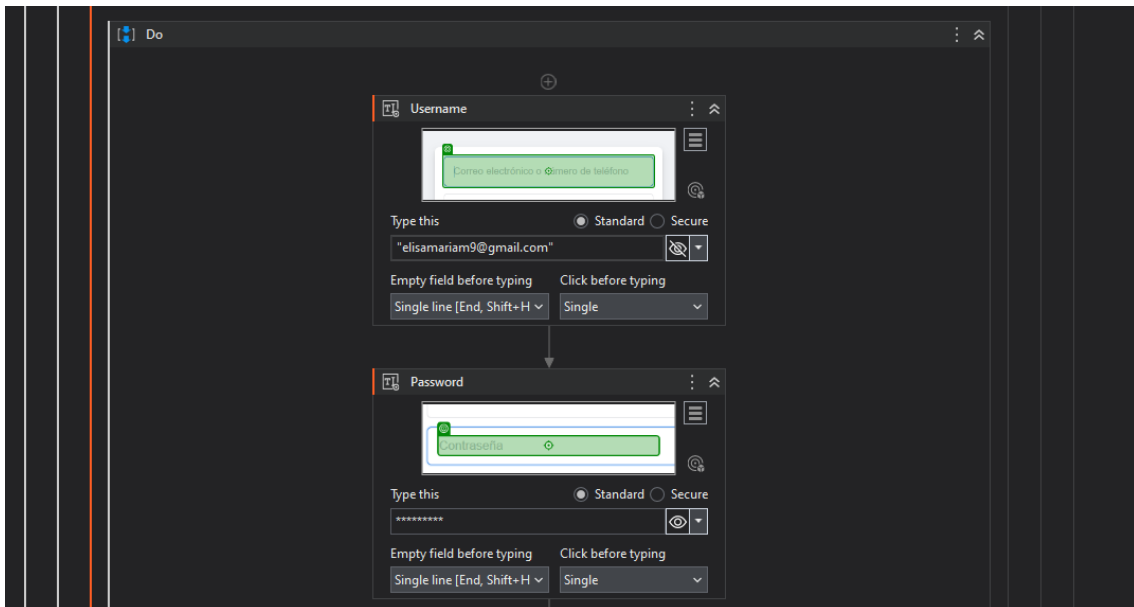 Do
Username
Correo electrónico o número de teléfono
Type this Standard Secure
"elisamariam9@gmail.com"
Empty field before typing Click before typing
Single line [End, Shift+H Single
Password
Contraseña
Type this Standard Secure
*********
Empty field before typing Click before typing
Single line [End, Shift+H Single